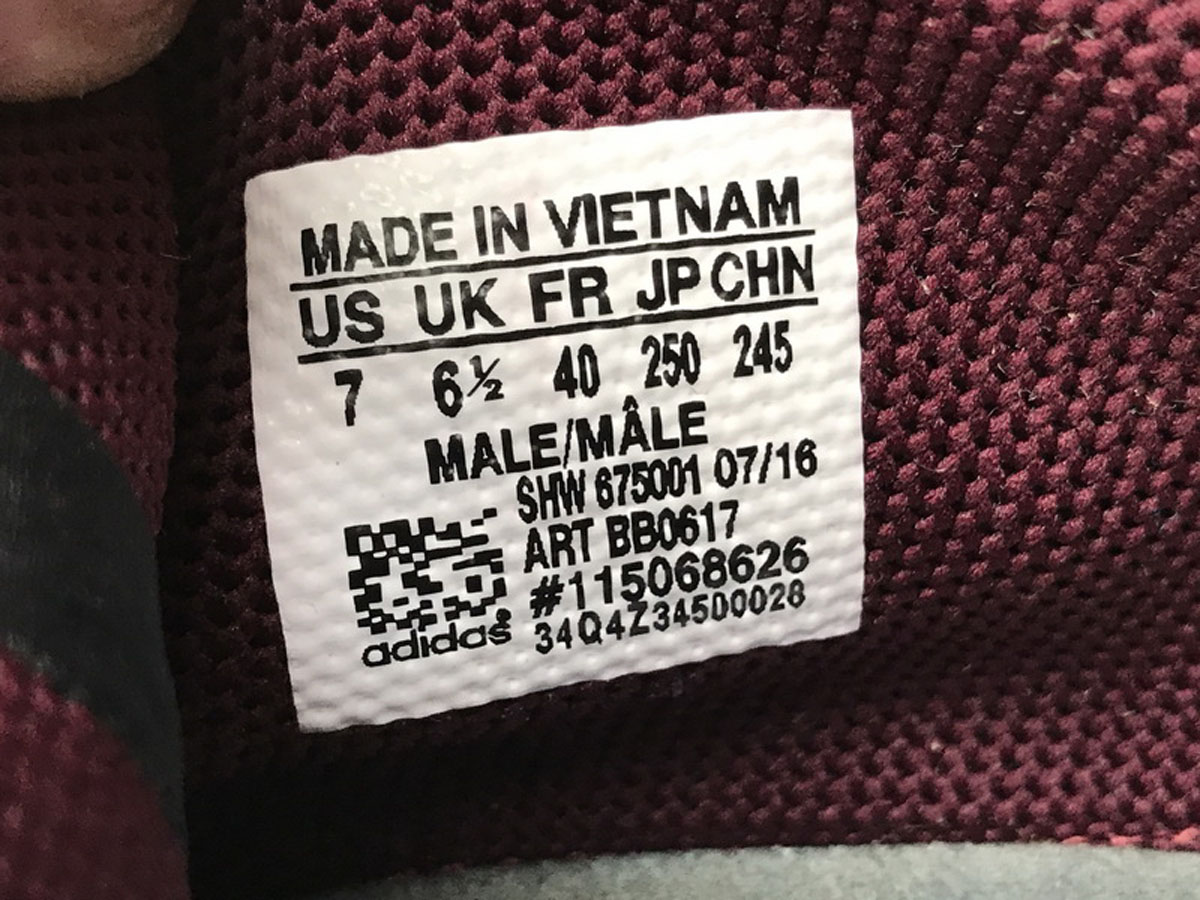 MADE IN VIETNAM
US UK FR JP CHN
7 6½ 40 250 245
MALE/MÂLE
SHW 675001 07/16
ART BB0617
#115068626
34Q4Z34500028
adidas